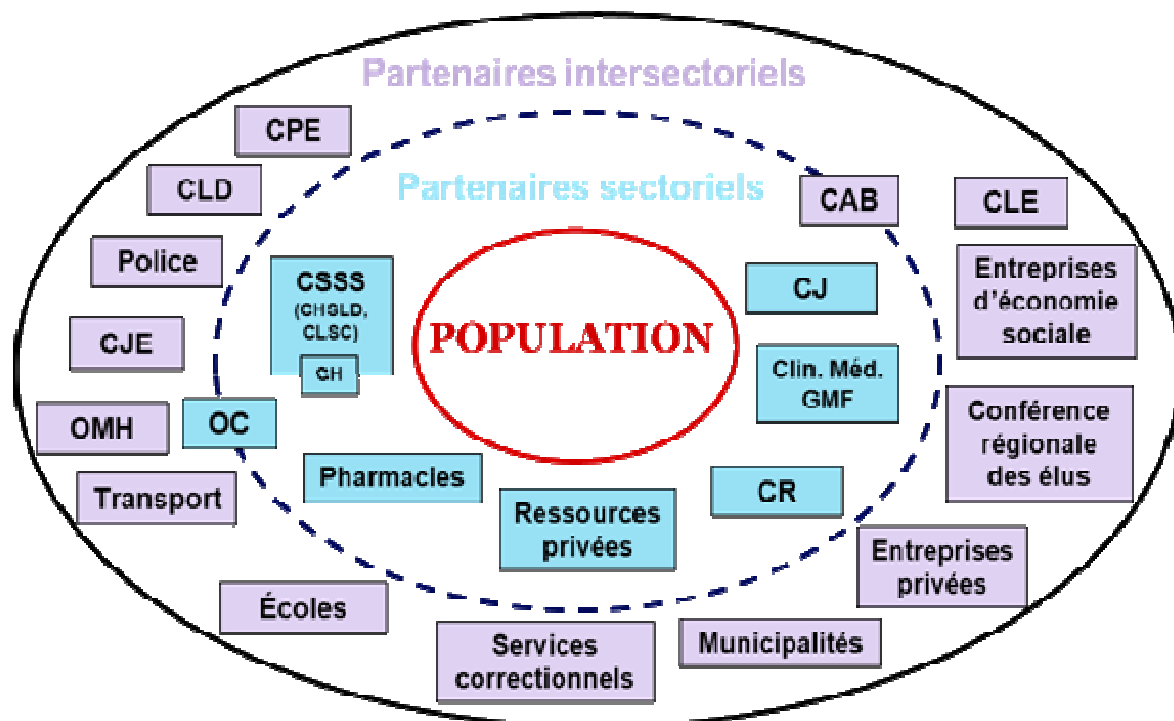 Partenaires intersectoriels
CPE
Partenaires sectoriels
CLD
CAB
CLE
Police
CSSS
(CHSLD,
CLSC)
CH
CJ
Entreprises
d'économie
sociale
POPULATION
CJE
Clin. Méd.
GMF
OMH
OC
Conférence
régionale
des élus
Transport
Pharmacies
Ressources
privées
CR
Entreprises
privées
Écoles
Services
correctionnels
Municipalités